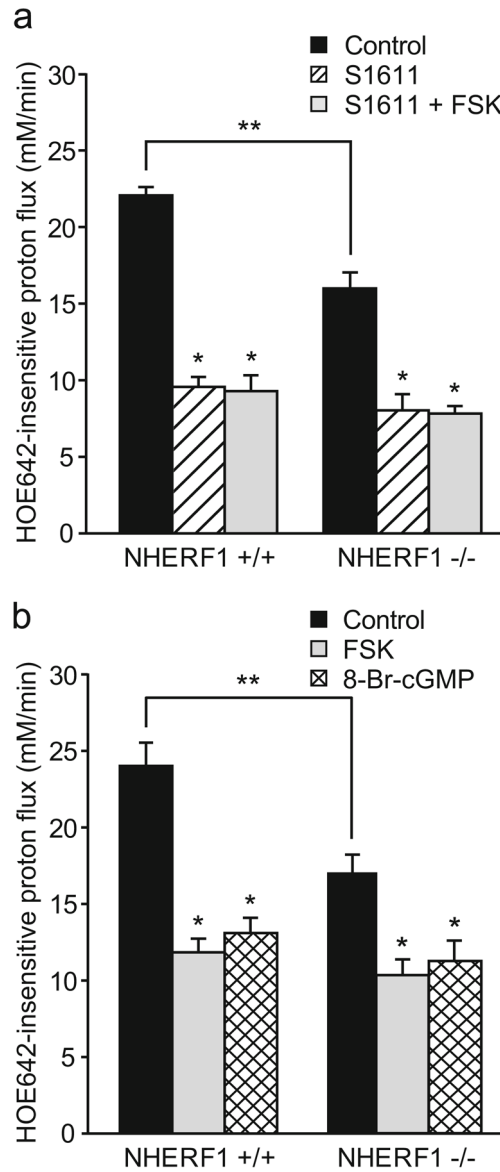 a
Control
S1611
S1611 + FSK
HOE642-insensitive proton flux (mM/min)
30
25
20
15
10
5
0
**
*
*
*
*
NHERF1 +/+
NHERF1 -/-
b
Control
FSK
8-Br-cGMP
HOE642-insensitive proton flux (mM/min)
30
25
20
15
10
5
0
**
*
*
*
*
NHERF1 +/+
NHERF1 -/-